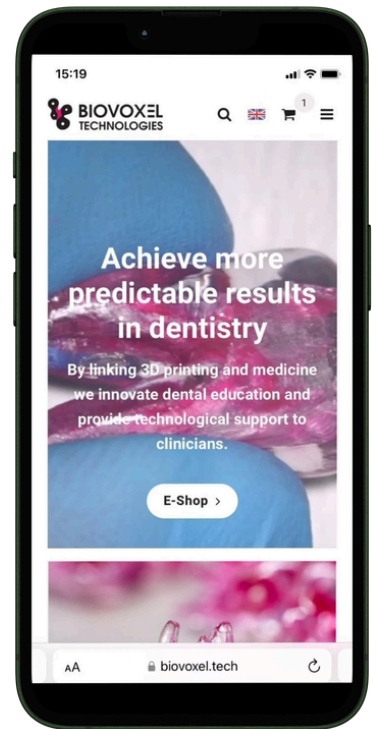 15:19
BIOVOXEL
TECHNOLOGIES
1
Achieve more
predictable results
in dentistry
By linking 3D printing and medicine
we innovate dental education and
provide technological support to
clinicians.
E-Shop >
AA
biovoxel.tech